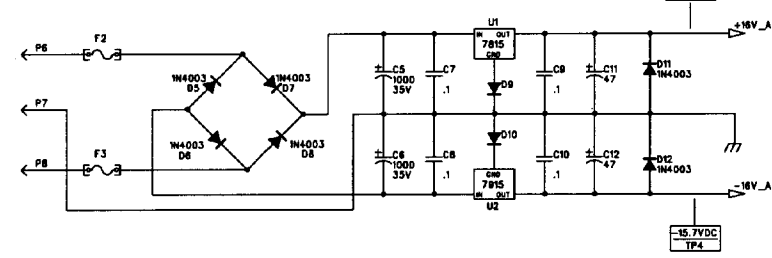 F2
P6
P7
P8
F3
1N4003
D5
1N4003
D7
1N4003
D6
1N4003
D8
C5
1000
35V
C7
.1
U1
IN OUT
7815
GND
D9
C9
.1
C11
47
D11
1N4003
+16V_A
C6
1000
35V
C8
.1
D10
GND
7915
IN OUT
U2
C10
.1
C12
47
D12
1N4003
-16V_A
-15.7VDC
TP4